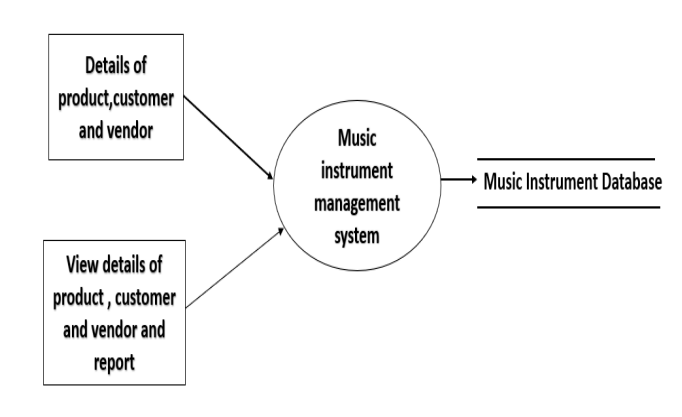 Details of
product,customer
and vendor
Music
instrument
management
system
Music Instrument Database
View details of
product , customer
and vendor and
report